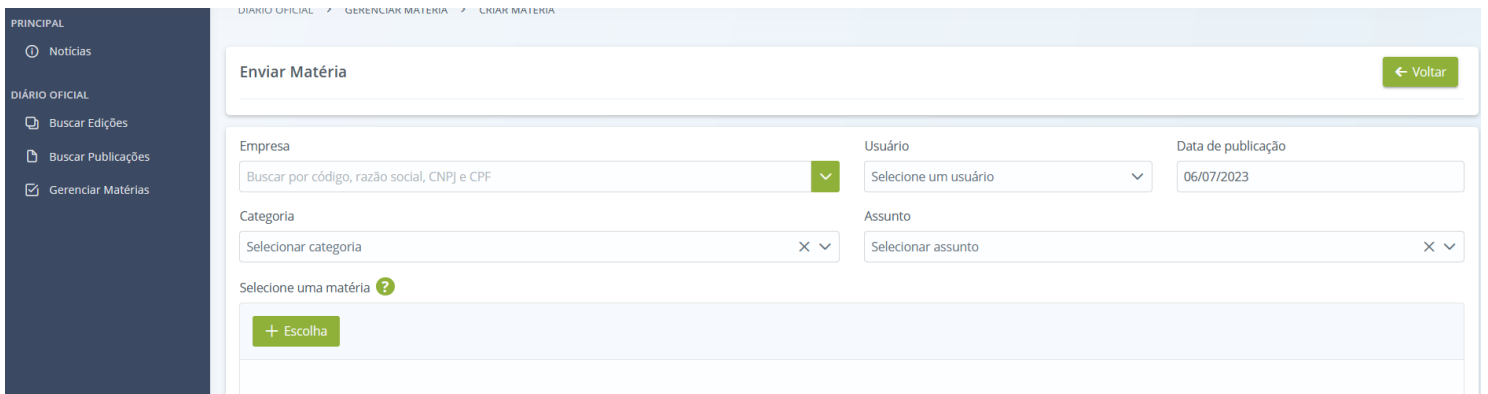 DIÁRIO OFICIAL > GERENCIAR MATÉRIA > CRIAR MATÉRIA
PRINCIPAL
Notícias
DIÁRIO OFICIAL
Buscar Edições
Buscar Publicações
Gerenciar Matérias
Enviar Matéria
Voltar
Empresa
Usuário
Data de publicação
Buscar por código, razão social, CNPJ e CPF
Selecione um usuário
06/07/2023
Categoria
Assunto
Selecionar categoria
Selecionar assunto
Selecione uma matéria ?
+ Escolha